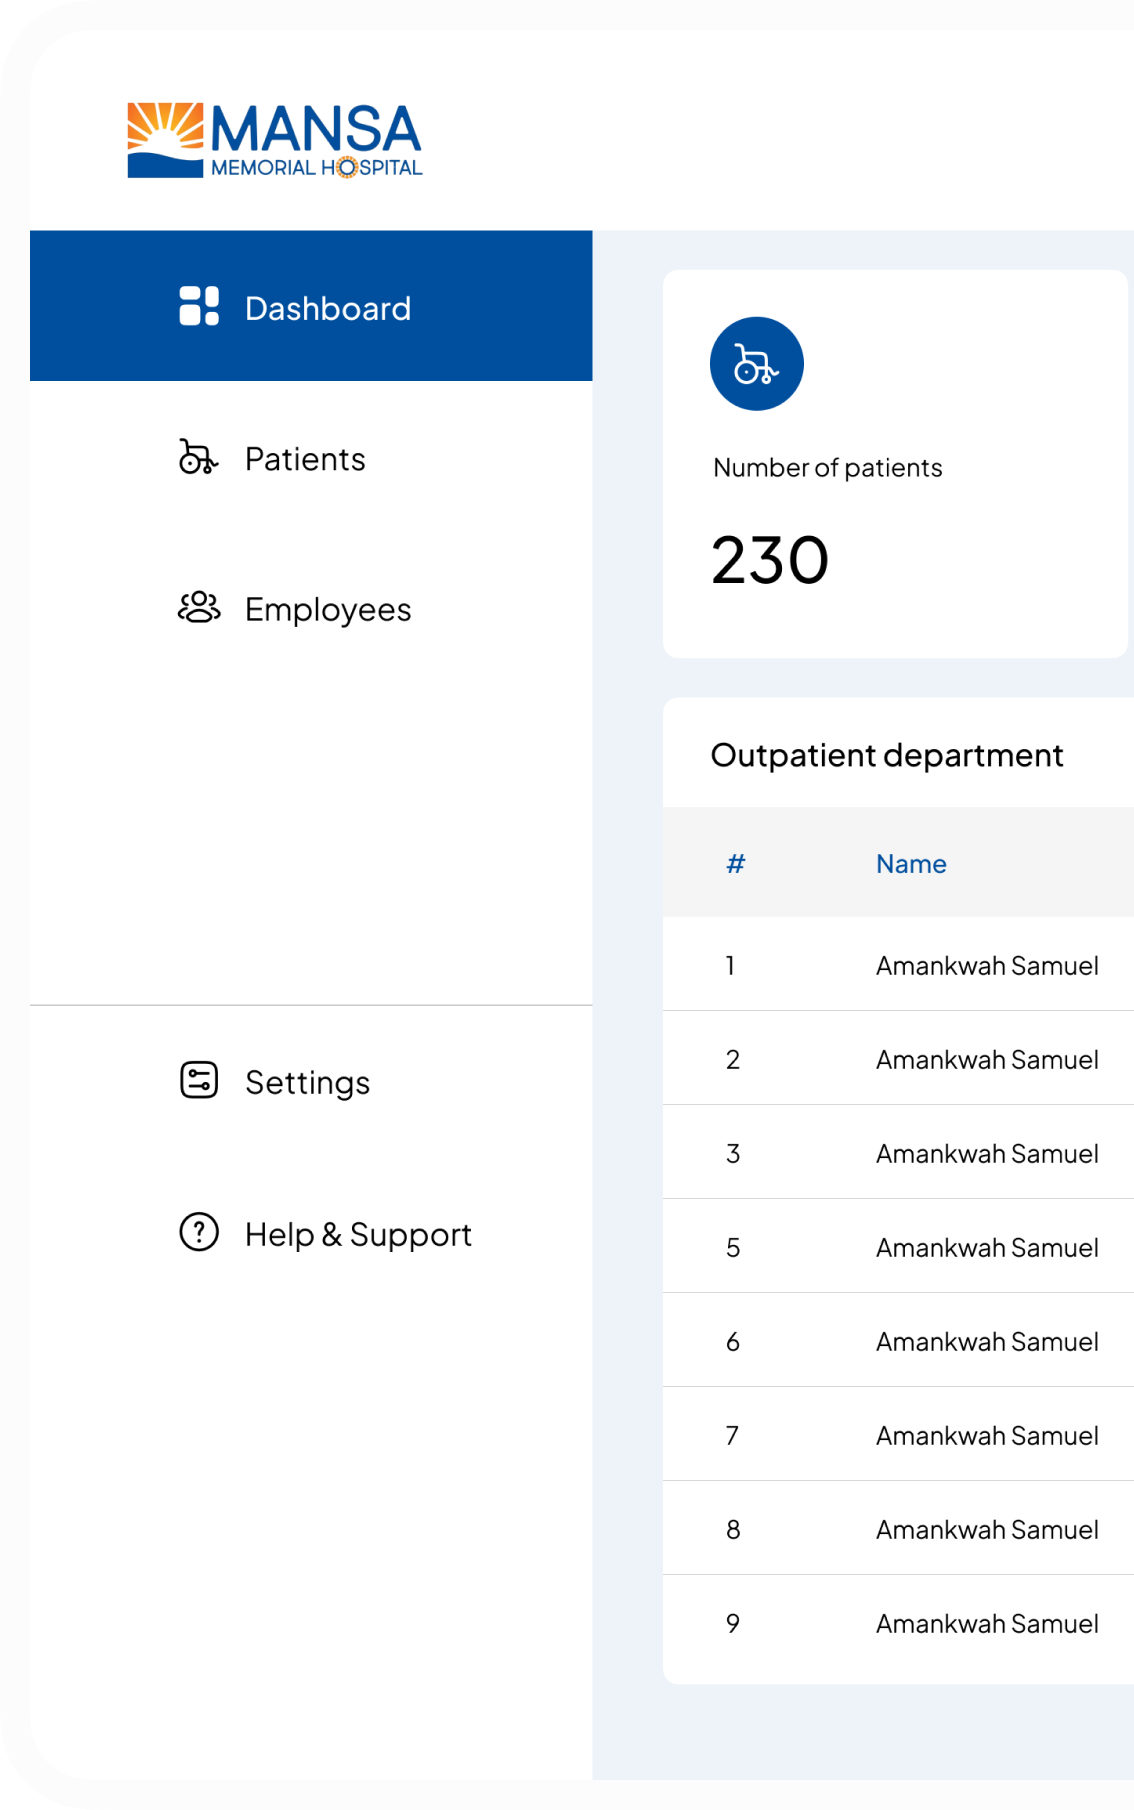 MANSA
MEMORIAL HOSPITAL
Dashboard
Patients
Employees
Settings
Help & Support
Number of patients
230
Outpatient department
# Name
1 Amankwah Samuel
2 Amankwah Samuel
3 Amankwah Samuel
5 Amankwah Samuel
6 Amankwah Samuel
7 Amankwah Samuel
8 Amankwah Samuel
9 Amankwah Samuel